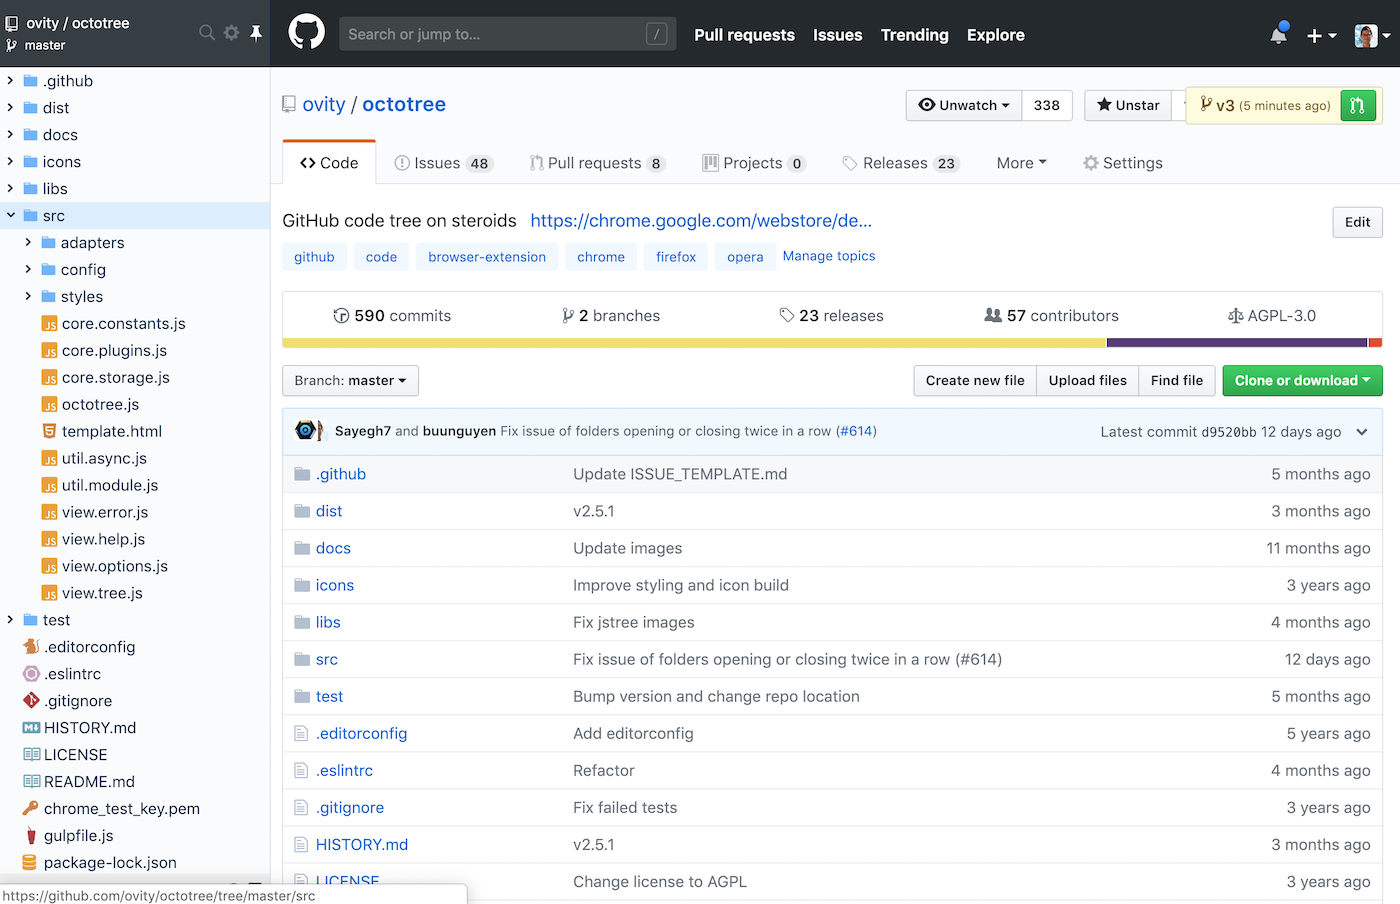 ovity / octotree
master
.github
dist
docs
icons
libs
src
adapters
config
styles
core.constants.js
core.plugins.js
core.storage.js
octotree.js
template.html
util.async.js
util.module.js
view.error.js
view.help.js
view.options.js
view.tree.js
test
.editorconfig
.eslintrc
.gitignore
HISTORY.md
LICENSE
README.md
chrome_test_key.pem
gulpfile.js
package-lock.json
https://github.com/ovity/octotree/tree/master/src
Search or jump to... /
Pull requests Issues Trending Explore
ovity / octotree
Unwatch 338 Unstar v3 (5 minutes ago)
Code Issues 48 Pull requests 8 Projects 0 Releases 23 More Settings
GitHub code tree on steroids https://chrome.google.com/webstore/de... Edit
github code browser-extension chrome firefox opera Manage topics
590 commits 2 branches 23 releases 57 contributors AGPL-3.0
Branch: master Create new file Upload files Find file Clone or download
Sayegh7 and buunguyen Fix issue of folders opening or closing twice in a row (#614) Latest commit d9520bb 12 days ago
.github Update ISSUE_TEMPLATE.md 5 months ago
dist v2.5.1 3 months ago
docs Update images 11 months ago
icons Improve styling and icon build 3 years ago
libs Fix jstree images 4 months ago
src Fix issue of folders opening or closing twice in a row (#614) 12 days ago
test Bump version and change repo location 5 months ago
.editorconfig Add editorconfig 5 years ago
.eslintrc Refactor 4 months ago
.gitignore Fix failed tests 3 years ago
HISTORY.md v2.5.1 3 months ago
LICENSE Change license to AGPL 3 years ago